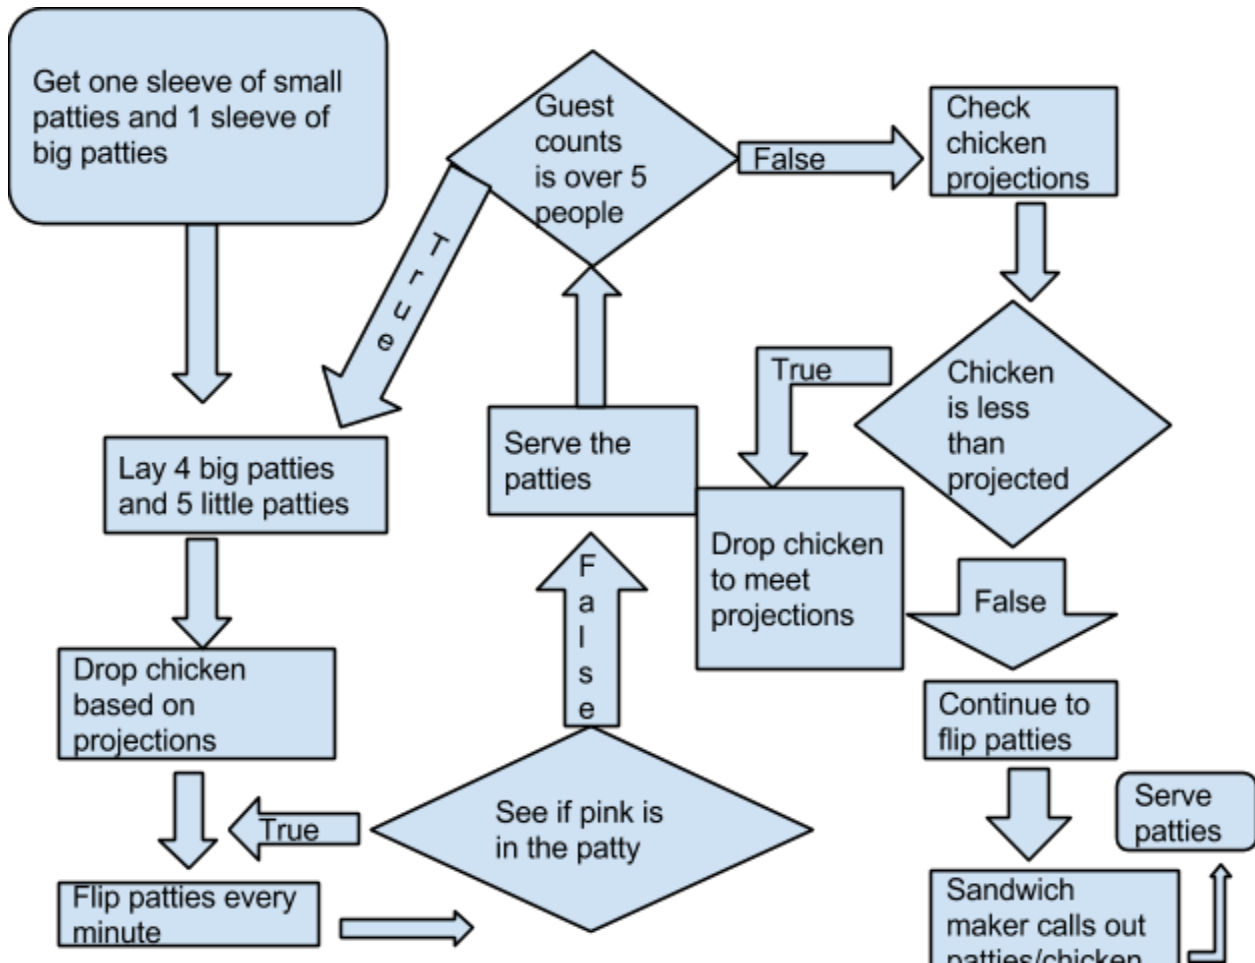 Get one sleeve of small
patties and 1 sleeve of
big patties
Guest
counts
is over 5
people
False
Check
chicken
projections
True
True
Chicken
is less
than
projected
Lay 4 big patties
and 5 little patties
Serve the
patties
Drop chicken
to meet
projections
False
False
Drop chicken
based on
projections
Continue to
flip patties
True
See if pink is
in the patty
Serve
patties
Flip patties every
minute
Sandwich
maker calls out
patties/chicken